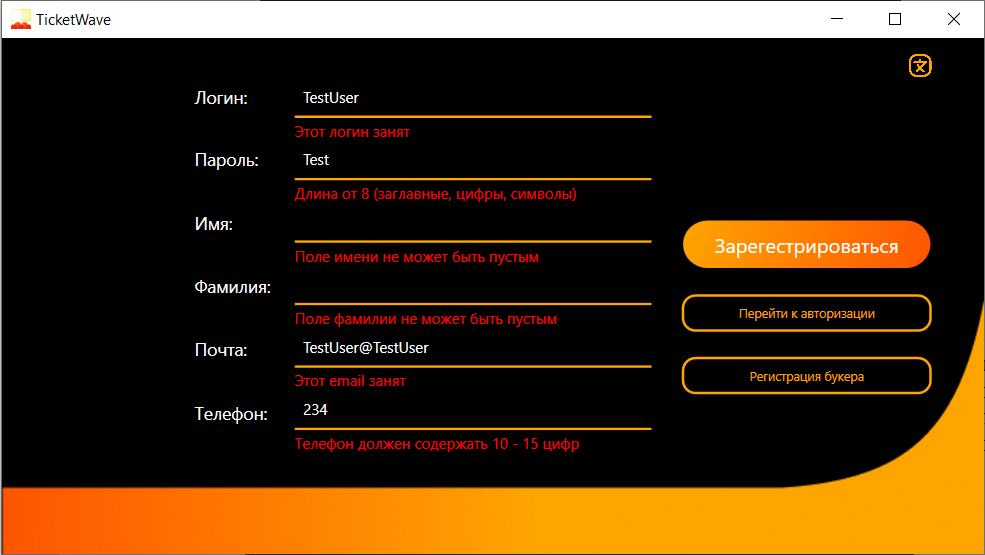 TicketWave
Логин:
TestUser
Этот логин занят
Пароль:
Test
Длина от 8 (заглавные, цифры, символы)
Имя:
Поле имени не может быть пустым
Фамилия:
Поле фамилии не может быть пустым
Почта:
TestUser@TestUser
Этот email занят
Телефон:
234
Телефон должен содержать 10 - 15 цифр
Зарегестрироваться
Перейти к авторизации
Регистрация букера